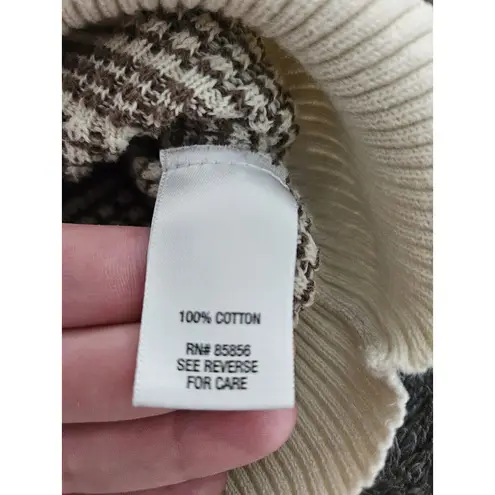 100% COTTON
RN# 85856
SEE REVERSE
FOR CARE